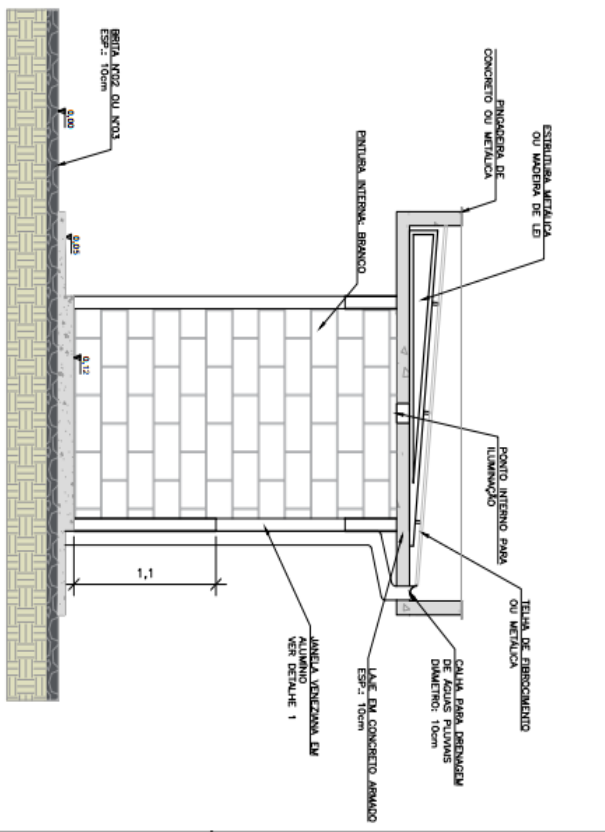 ESTRUTURA METÁLICA
OU MADEIRA DE LEI
PINGADEIRA DE
CONCRETO OU METÁLICA
PINTURA INTERNA: BRANCO
BRITA N°02 OU N°03
ESP.: 10cm
0,00
0,05
0,12
PONTO INTERNO PARA
ILUMINAÇÃO
TELHA DE FIBROCIMENTO
OU METÁLICA
CALHA PARA DRENAGEM
DE ÁGUAS PLUVIAIS
DIÂMETRO: 10cm
LAJE EM CONCRETO ARMADO
ESP.: 10cm
JANELA VENEZIANA EM
ALUMÍNIO
VER DETALHE 1
1,1